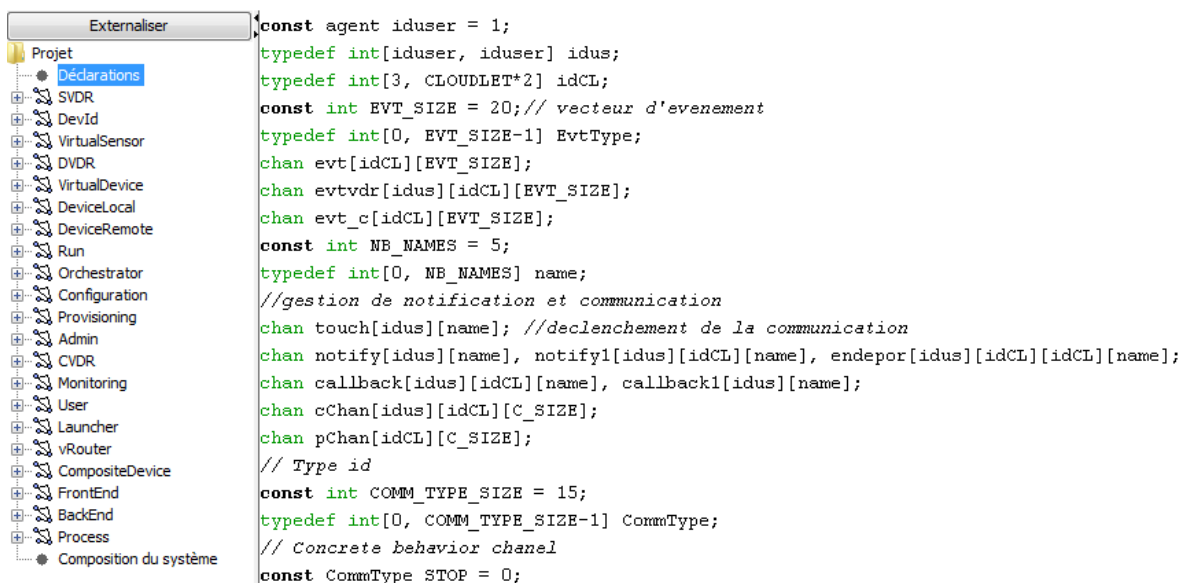 Externaliser
Projet
Déclarations
SVDR
DevId
VirtualSensor
DVDR
VirtualDevice
DeviceLocal
DeviceRemote
Run
Orchestrator
Configuration
Provisioning
Admin
CVDR
Monitoring
User
Launcher
vRouter
CompositeDevice
FrontEnd
BackEnd
Process
Composition du système
const agent iduser = 1;
typedef int[iduser, iduser] idus;
typedef int[3, CLOUDLET*2] idCL;
const int EVT_SIZE = 20;// vecteur d'evenement
typedef int[0, EVT_SIZE-1] EvtType;
chan evt[idCL][EVT_SIZE];
chan evtvdr[idus][idCL][EVT_SIZE];
chan evt_c[idCL][EVT_SIZE];
const int NB_NAMES = 5;
typedef int[0, NB_NAMES] name;
//gestion de notification et communication
chan touch[idus][name]; //declenchement de la communication
chan notify[idus][name], notify1[idus][idCL][name], endepor[idus][idCL][idCL][name];
chan callback[idus][idCL][name], callback1[idus][name];
chan cChan[idus][idCL][C_SIZE];
chan pChan[idCL][C_SIZE];
// Type id
const int COMM_TYPE_SIZE = 15;
typedef int[0, COMM_TYPE_SIZE-1] CommType;
// Concrete behavior chanel
const CommType STOP = 0;